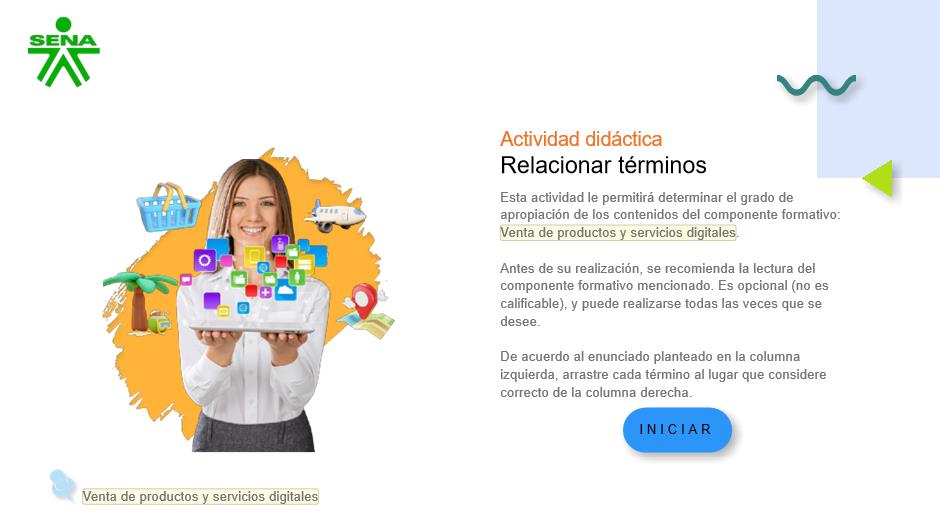 SENA
Actividad didáctica
Relacionar términos
Esta actividad le permitirá determinar el grado de
apropiación de los contenidos del componente formativo:
Venta de productos y servicios digitales.
Antes de su realización, se recomienda la lectura del
componente formativo mencionado. Es opcional (no es
calificable), y puede realizarse todas las veces que se
desee.
De acuerdo al enunciado planteado en la columna
izquierda, arrastre cada término al lugar que considere
correcto de la columna derecha.
INICIAR
Venta de productos y servicios digitales